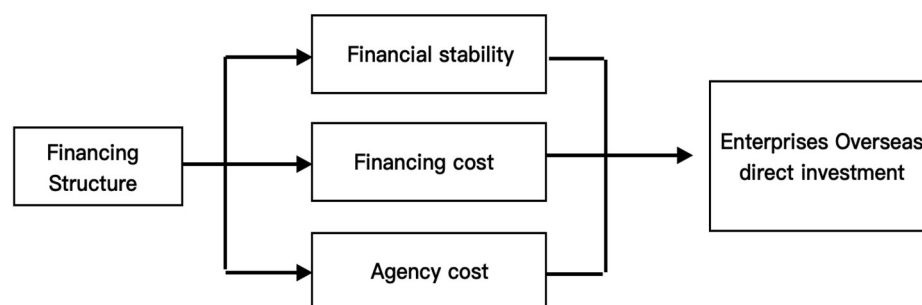 Financial stability
Financing
Structure
Financing cost
Enterprises Overseas
direct investment
Agency cost